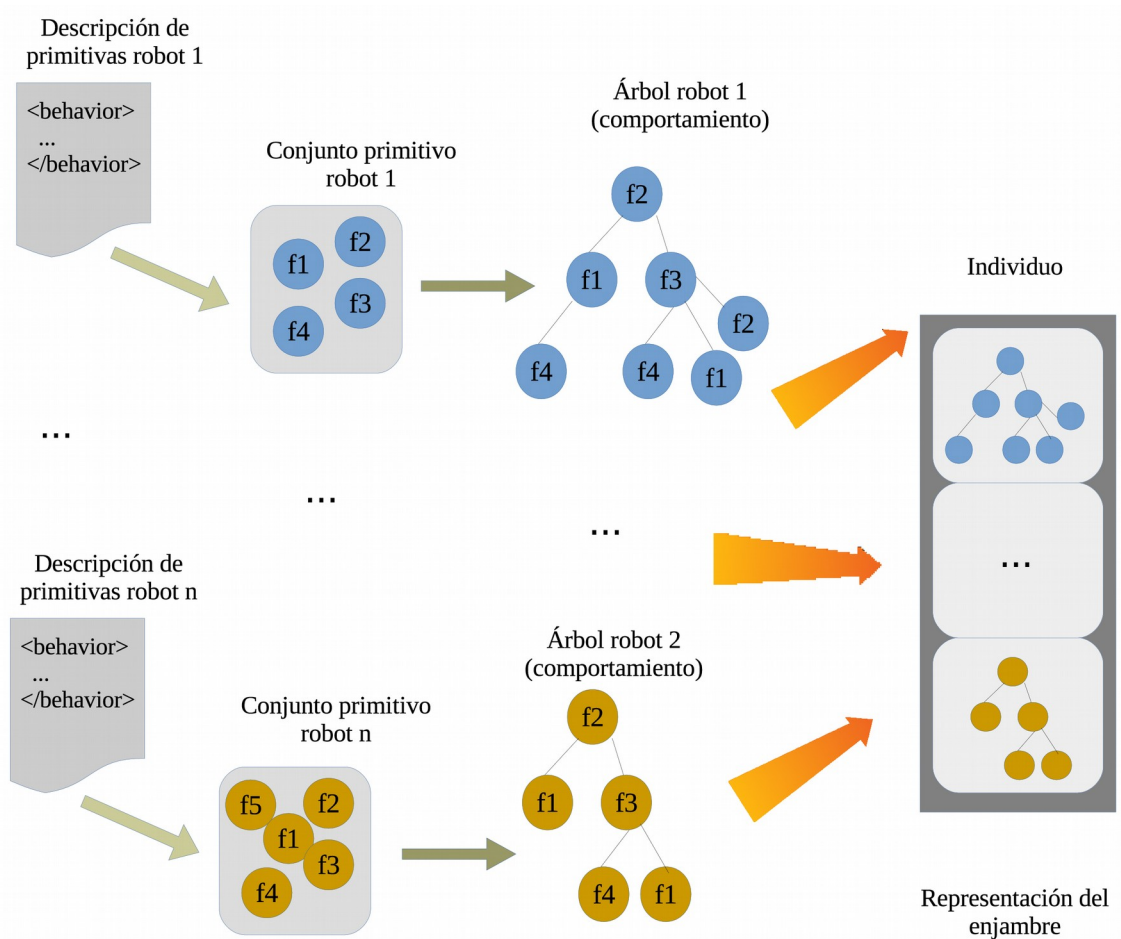 Descripción de
primitivas robot 1
<behavior>
...
</behavior>
Conjunto primitivo
robot 1
f1
f2
f3
f4
Árbol robot 1
(comportamiento)
f2
f1
f3
f2
f4
f4
f1
Individuo
...
...
...
...
Descripción de
primitivas robot n
<behavior>
...
</behavior>
Conjunto primitivo
robot n
f5
f2
f1
f3
f4
Árbol robot 2
(comportamiento)
f2
f1
f3
f4
f1
Representación del
enjambre